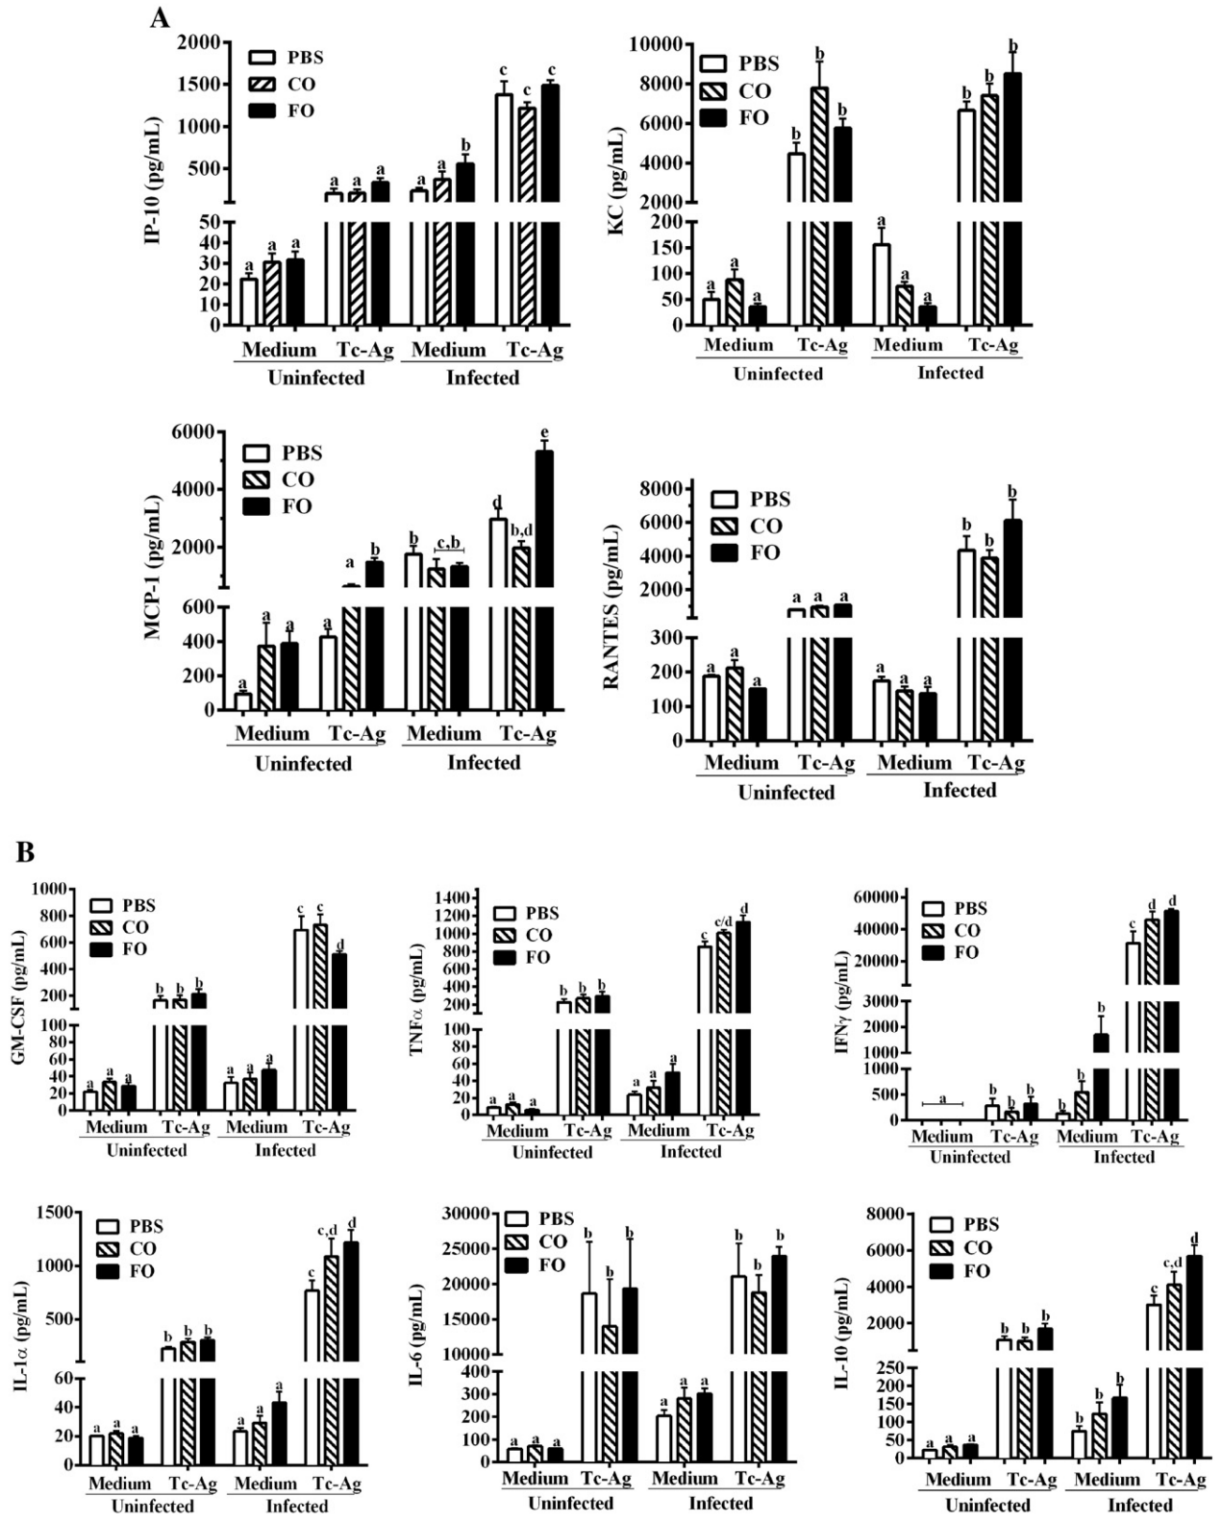 A
IP-10 (pg/mL)
2000
1500
1000
500
50
40
30
20
10
0
PBS
CO
FO
a a a a a a a a b c c c
Medium Tc-Ag Medium Tc-Ag
Uninfected Infected
KC (pg/mL)
10000
8000
6000
4000
2000
200
150
100
50
0
PBS
CO
FO
a a a b b b a a a b b b
Medium Tc-Ag Medium Tc-Ag
Uninfected Infected
MCP-1 (pg/mL)
6000
4000
2000
600
400
200
0
PBS
CO
FO
a a a a a b b c,b d b,d e
Medium Tc-Ag Medium Tc-Ag
Uninfected Infected
RANTES (pg/mL)
8000
6000
4000
2000
300
200
100
0
PBS
CO
FO
a a a a a a a a a b b b
Medium Tc-Ag Medium Tc-Ag
Uninfected Infected
B
GM-CSF (pg/mL)
1000
800
600
400
200
100
80
60
40
20
0
PBS
CO
FO
a a a b b b a a a c c d
Medium Tc-Ag Medium Tc-Ag
Uninfected Infected
TNFα (pg/mL)
1400
1200
1000
800
600
400
200
100
80
60
40
20
0
PBS
CO
FO
a a a b b b a a a c c/d d
Medium Tc-Ag Medium Tc-Ag
Uninfected Infected
IFNγ (pg/mL)
60000
40000
20000
3000
2000
1000
1000
500
0
PBS
CO
FO
a b b b b b b c d d
Medium Tc-Ag Medium Tc-Ag
Uninfected Infected
IL-1α (pg/mL)
1500
1000
500
60
40
20
0
PBS
CO
FO
a a a b b b a a a c c,d d
Medium Tc-Ag Medium Tc-Ag
Uninfected Infected
IL-6 (pg/mL)
30000
25000
20000
15000
10000
400
300
200
100
0
PBS
CO
FO
a a a b b b a a a b b b
Medium Tc-Ag Medium Tc-Ag
Uninfected Infected
IL-10 (pg/mL)
8000
6000
4000
2000
250
200
150
100
50
0
PBS
CO
FO
a a a b b b b b b c c,d d
Medium Tc-Ag Medium Tc-Ag
Uninfected Infected